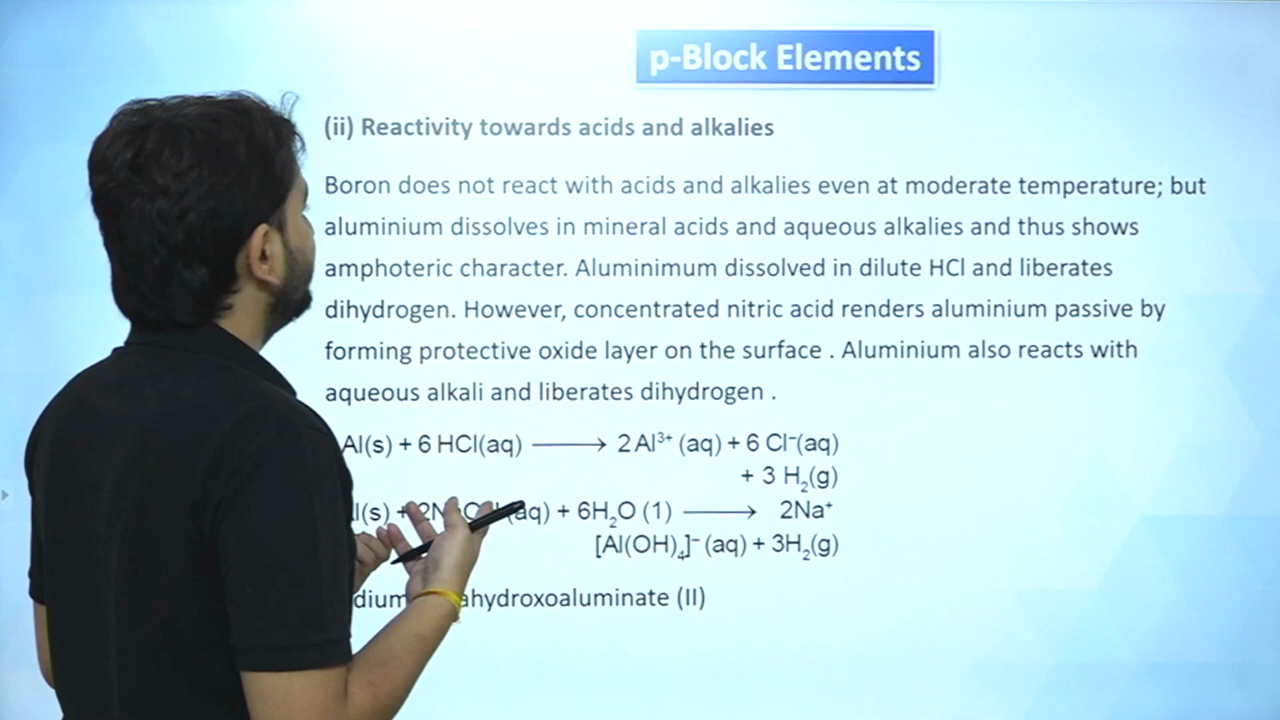 p-Block Elements
(ii) Reactivity towards acids and alkalies
Boron does not react with acids and alkalies even at moderate temperature; but
aluminium dissolves in mineral acids and aqueous alkalies and thus shows
amphoteric character. Aluminimum dissolved in dilute HCl and liberates
dihydrogen. However, concentrated nitric acid renders aluminium passive by
forming protective oxide layer on the surface . Aluminium also reacts with
aqueous alkali and liberates dihydrogen .
Al(s) + 6 HCl(aq) ⟶ 2 Al³⁺ (aq) + 6 Cl⁻(aq)
+ 3 H₂(g)
(s) + (aq) + 6H₂O (1) ⟶ 2Na⁺
[Al(OH)₄]⁻ (aq) + 3H₂(g)
(II)